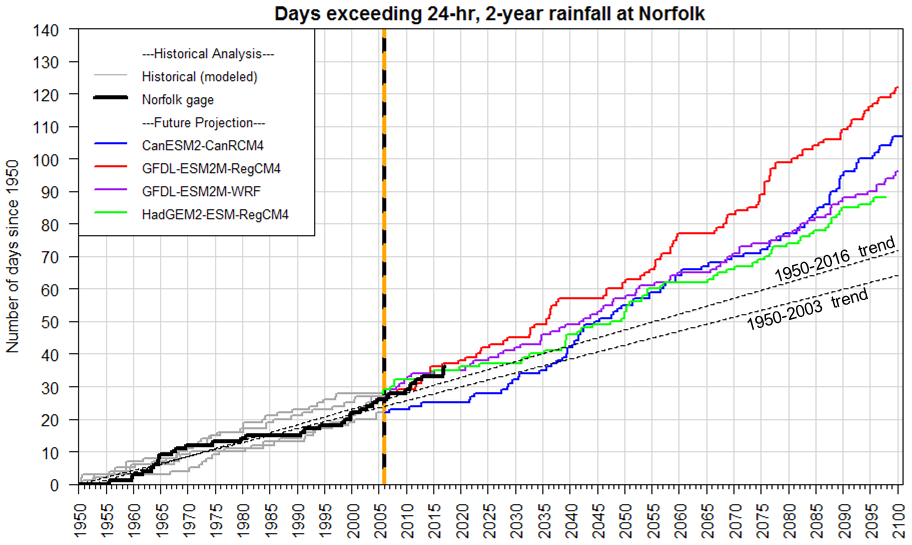 Days exceeding 24-hr, 2-year rainfall at Norfolk
Number of days since 1950
140
130
120
110
100
90
80
70
60
50
40
30
20
10
0
---Historical Analysis---
Historical (modeled)
Norfolk gage
---Future Projection---
CanESM2-CanRCM4
GFDL-ESM2M-RegCM4
GFDL-ESM2M-WRF
HadGEM2-ESM-RegCM4
1950-2016 trend
1950-2003 trend
1950 1955 1960 1965 1970 1975 1980 1985 1990 1995 2000 2005 2010 2015 2020 2025 2030 2035 2040 2045 2050 2055 2060 2065 2070 2075 2080 2085 2090 2095 2100